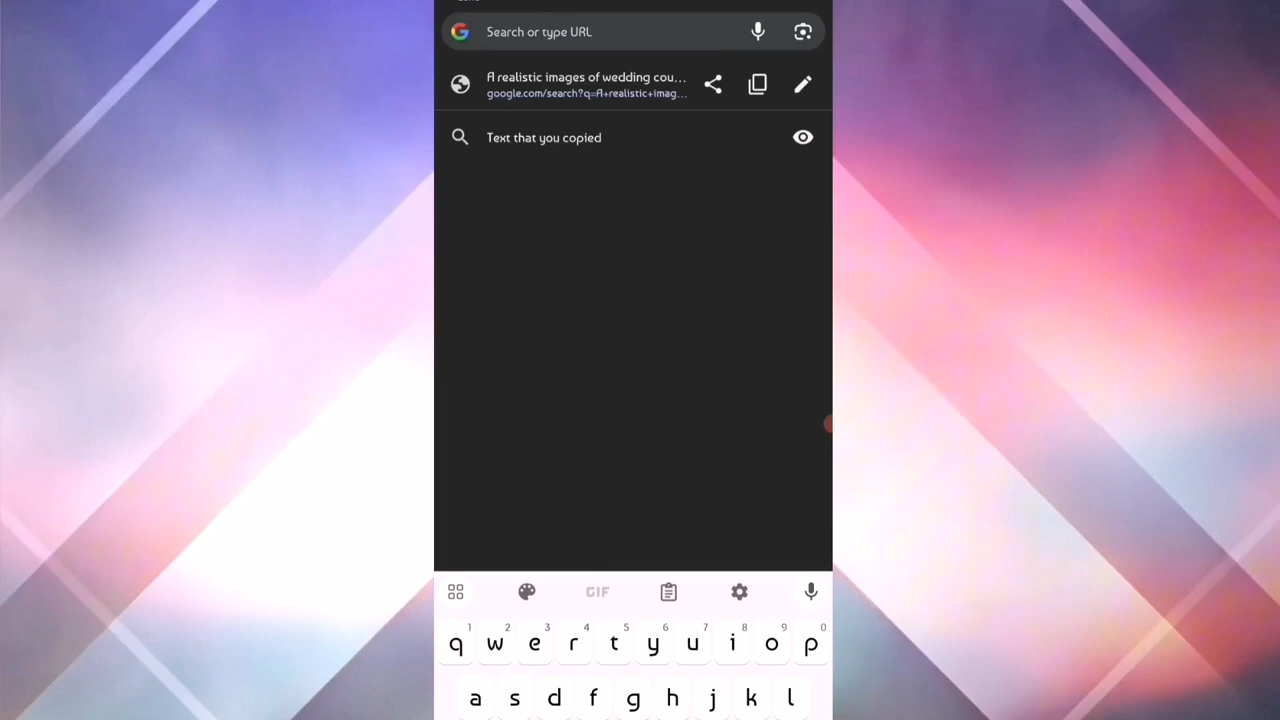 Search or type URL
A realistic images of wedding cou...
google.com/search?q=A+realistic+imag...
Text that you copied
GIF
1 2 3 4 5 6 7 8 9 0
q w e r t y u i o p
a s d f g h j k l